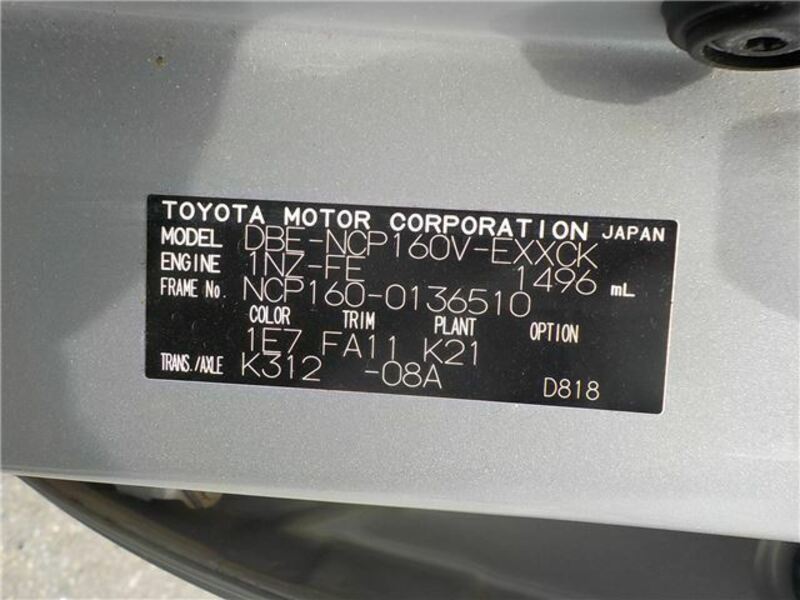 TOYOTA MOTOR CORPORATION JAPAN
MODEL DBE-NCP160V-EXXCK
ENGINE 1NZ-FE 1496 mL
FRAME No. NCP160-0136510
COLOR TRIM PLANT OPTION
1E7 FA11 K21
TRANS./AXLE K312 -08A
D818